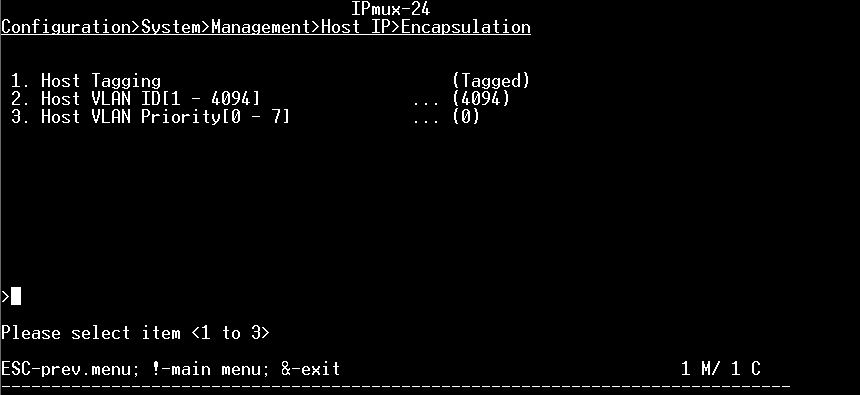 IPmux-24
Configuration>System>Management>Host IP>Encapsulation
1. Host Tagging (Tagged)
2. Host VLAN ID[1 - 4094] ... (4094)
3. Host VLAN Priority[0 - 7] ... (0)
>
Please select item <1 to 3>
ESC-prev.menu; !-main menu; &-exit 1 M/ 1 C
-------------------------------------------------------------------------------